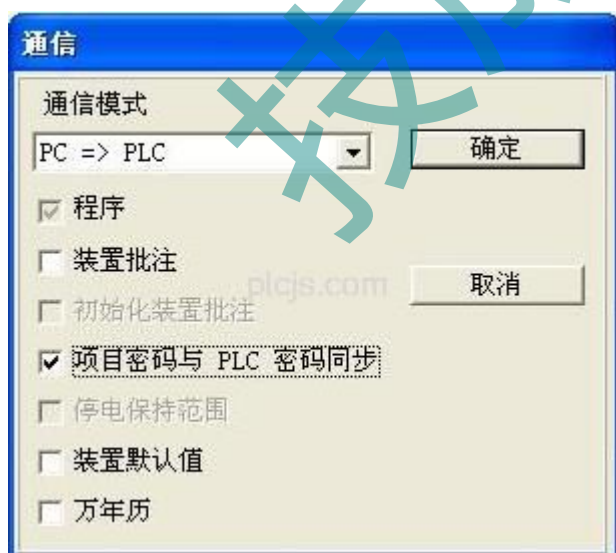 通信
通信模式
PC => PLC
确定
程序
装置批注
取消
plcjs.com
初始化装置批注
项目密码与 PLC 密码同步
停电保持范围
装置默认值
万年历
技